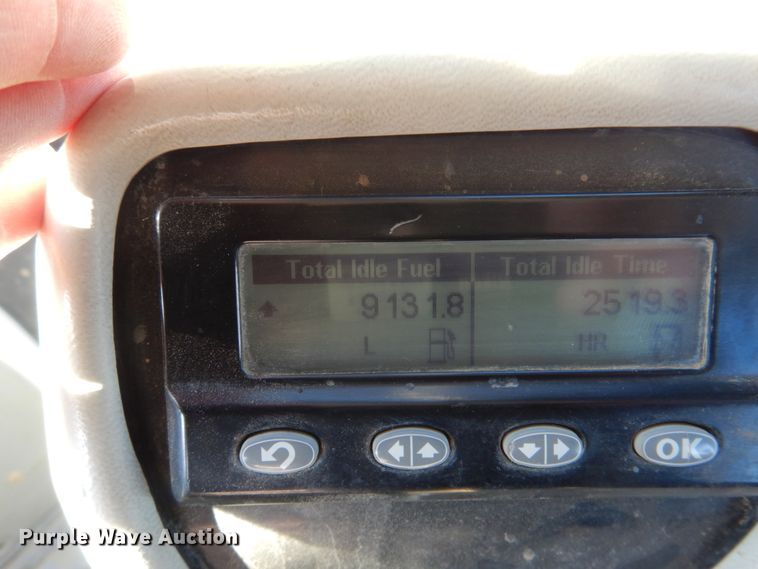 Total Idle Fuel Total Idle Time
9131.8 2519.3
L HR
OK
Purple Wave Auction